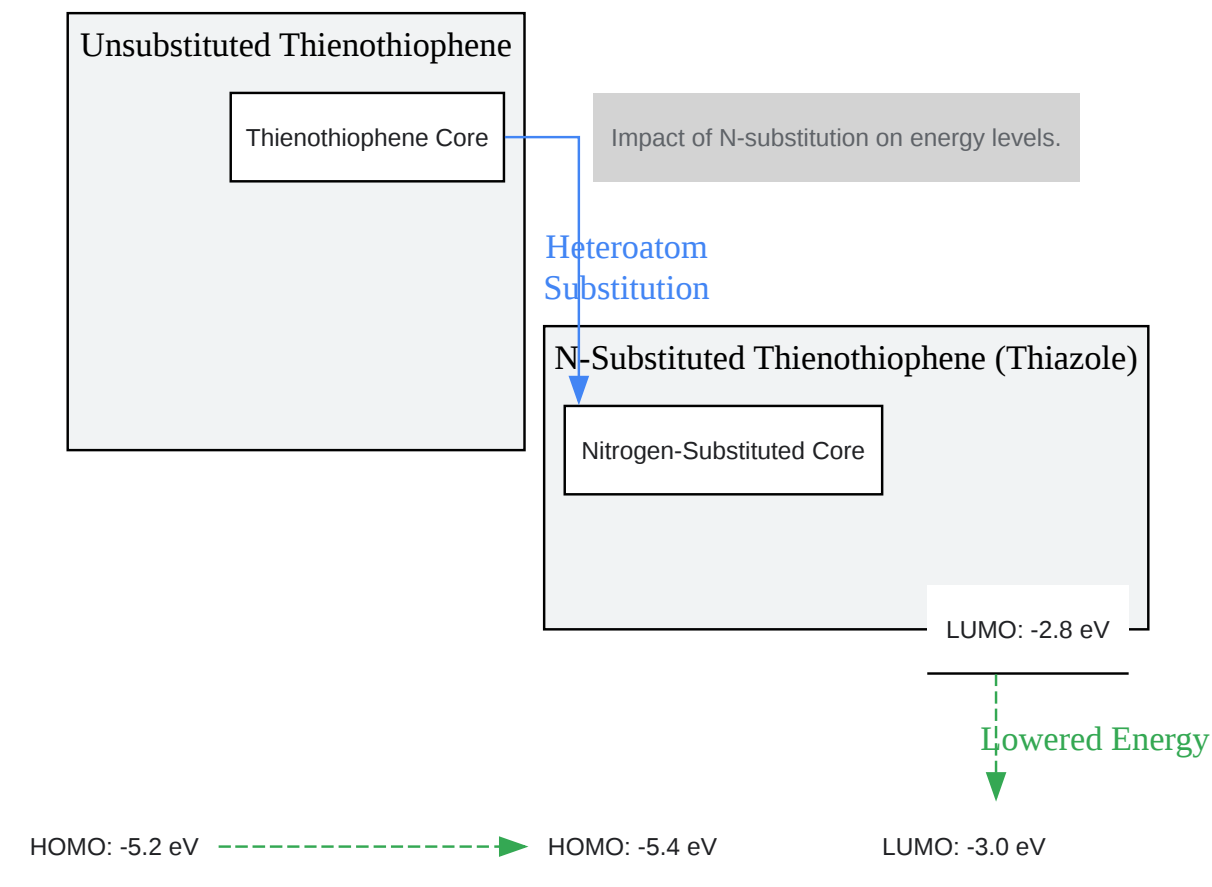 Unsubstituted Thienothiophene
Thienothiophene Core
Impact of N-substitution on energy levels.
Heteroatom
Substitution
N-Substituted Thienothiophene (Thiazole)
Nitrogen-Substituted Core
LUMO: -2.8 eV
Lowered Energy
HOMO: -5.2 eV
HOMO: -5.4 eV
LUMO: -3.0 eV